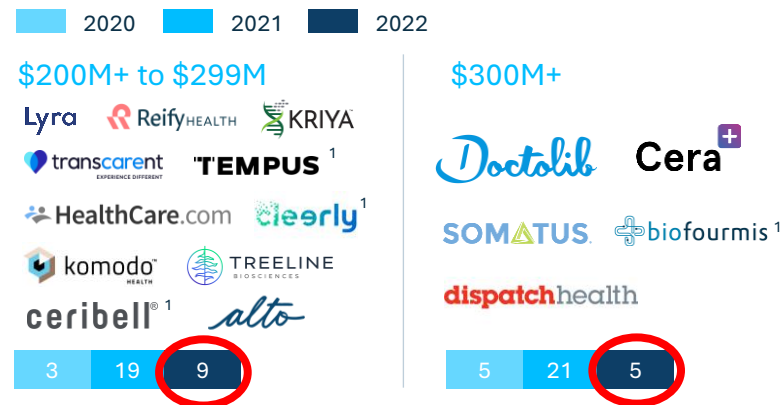 2020 2021 2022
$200M+ to $299M
Lyra ReifyHEALTH KRIYA
transcarent TEMPUS 1
EXPERIENCE DIFFERENT
HealthCare.com cleerly 1
komodo™ TREELINE
HEALTH BIOSCIENCES
ceribell® 1 alto
3 19 9
$300M+
Doctolib Cera+
SOMATUS. biofourmis 1
dispatchhealth
5 21 5